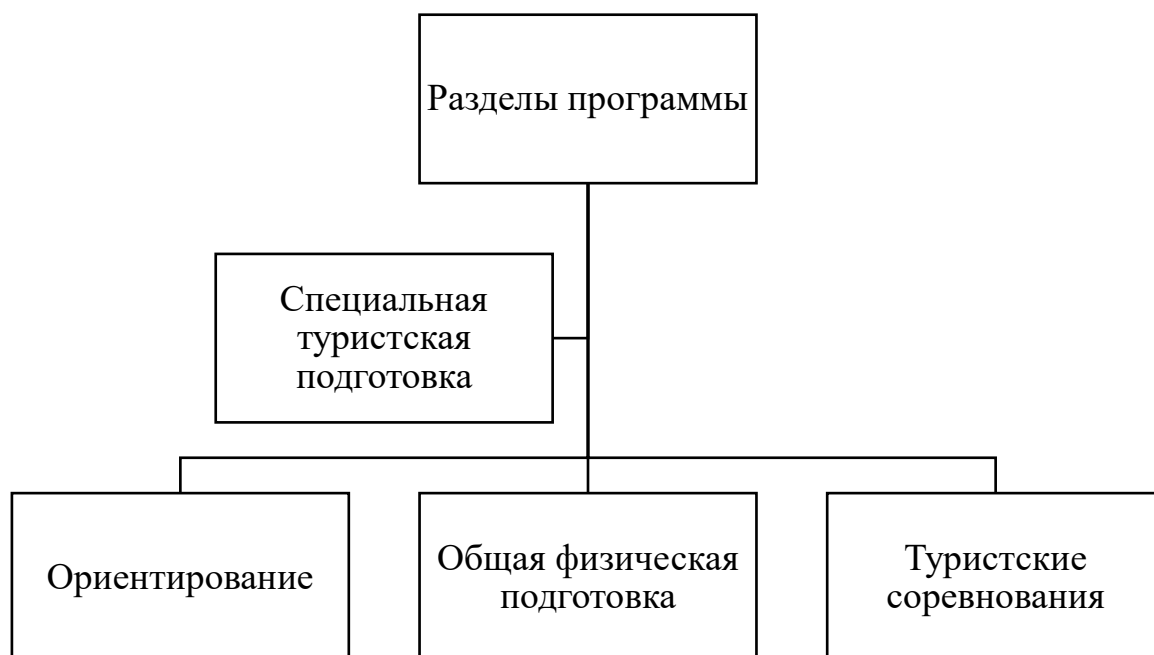 Разделы программы
Специальная
туристская
подготовка
Ориентирование
Общая физическая
подготовка
Туристские
соревнования